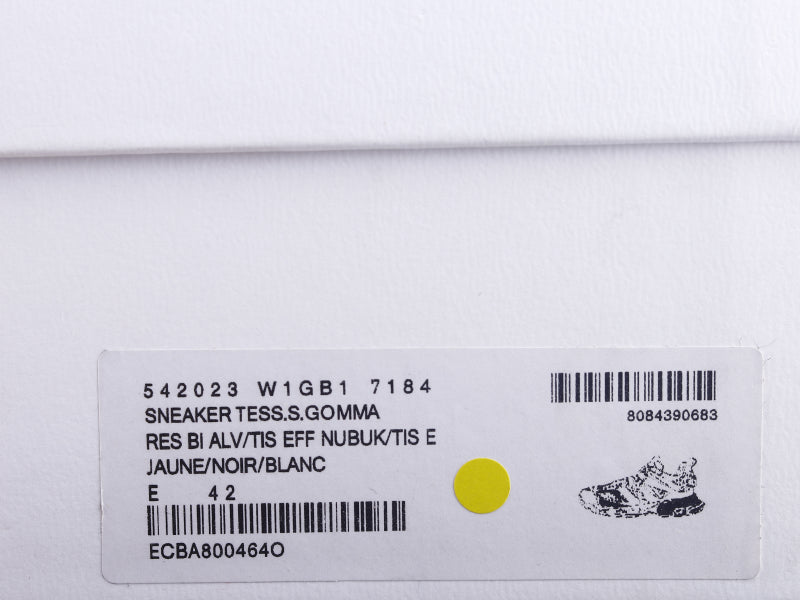 542023 W1GB1 7184
SNEAKER TESS.S.GOMMA
RES BI ALV/TIS EFF NUBUK/TIS E
JAUNE/NOIR/BLANC
E 42
ECBA800464O
8084390683